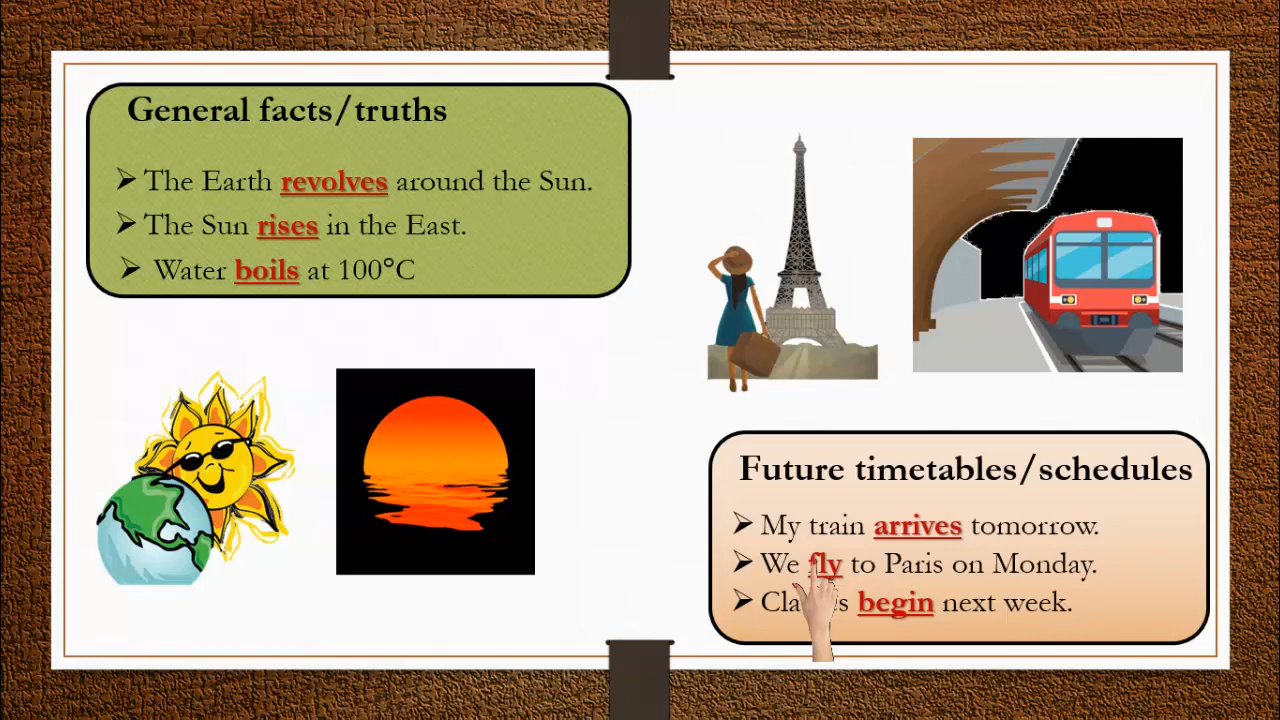 General facts/truths
The Earth revolves around the Sun.
The Sun rises in the East.
Water boils at 100°C
Future timetables/schedules
My train arrives tomorrow.
We fly to Paris on Monday.
begin next week.